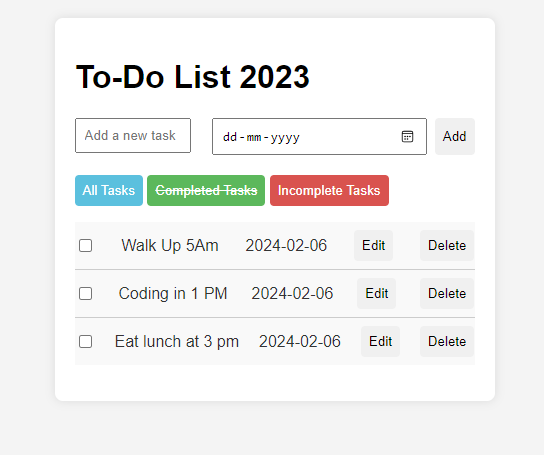 To-Do List 2023
Add a new task dd-mm-yyyy Add
All Tasks Completed Tasks Incomplete Tasks
Walk Up 5Am 2024-02-06 Edit Delete
Coding in 1 PM 2024-02-06 Edit Delete
Eat lunch at 3 pm 2024-02-06 Edit Delete